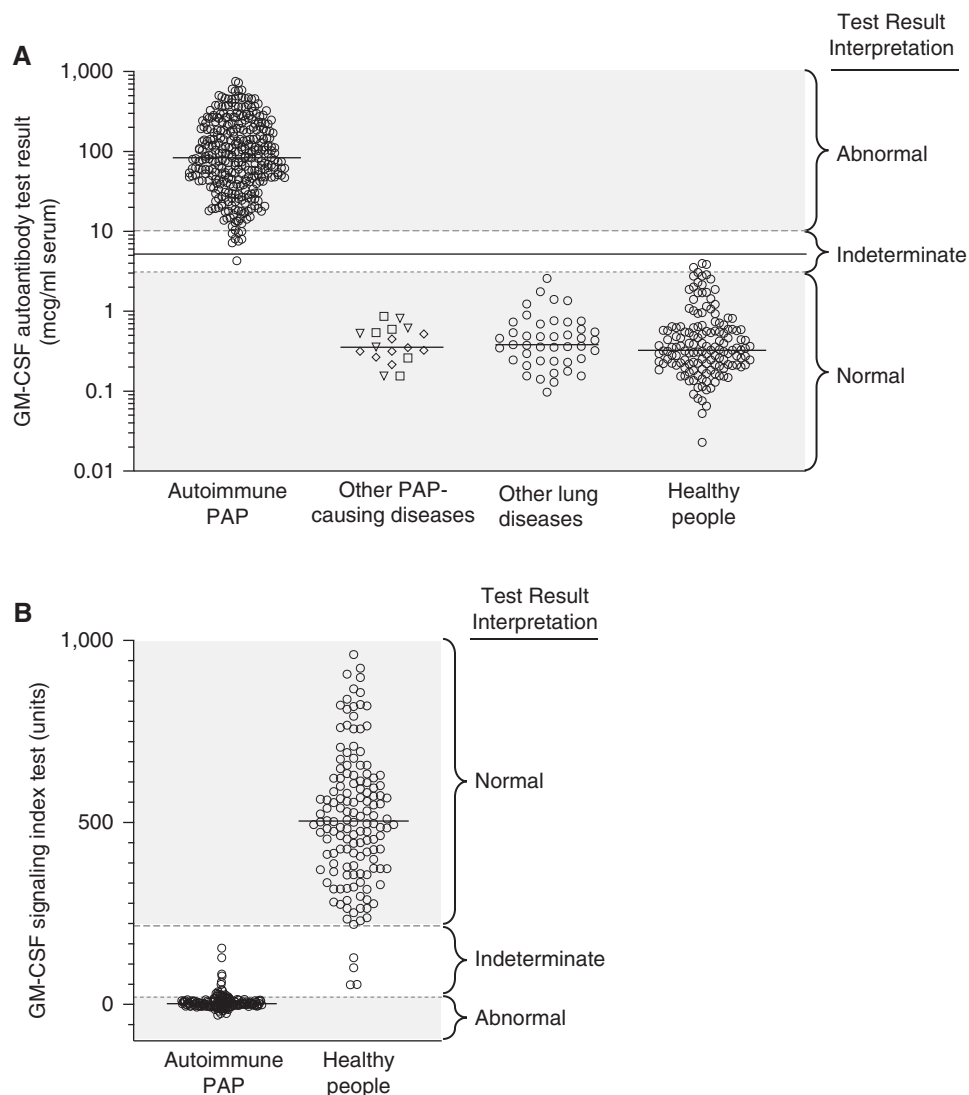 Test Result
Interpretation
A
1,000
100
10
1
0.1
0.01
GM-CSF autoantibody test result
(mcg/ml serum)
Abnormal
Indeterminate
Normal
Autoimmune
PAP
Other PAP-
causing diseases
Other lung
diseases
Healthy
people
B
Test Result
Interpretation
1,000
500
0
GM-CSF signaling index test (units)
Normal
Indeterminate
Abnormal
Autoimmune
PAP
Healthy
people